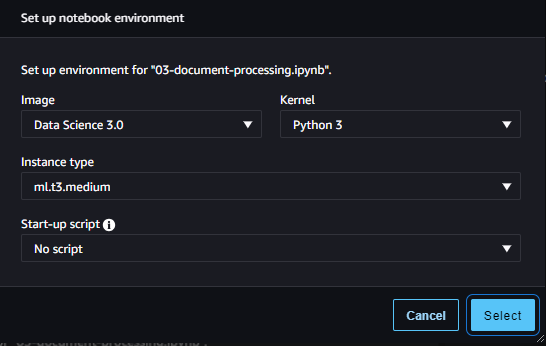 Set up notebook environment
Set up environment for "03-document-processing.ipynb".
Image
Kernel
Data Science 3.0
Python 3
Instance type
ml.t3.medium
Start-up script
No script
Cancel
Select